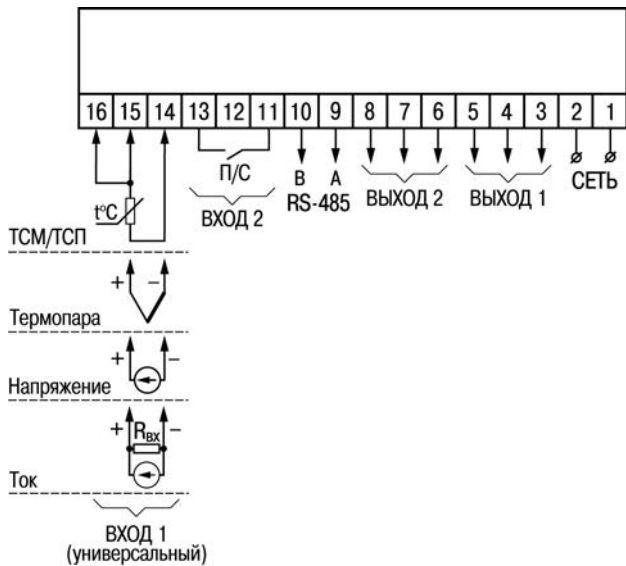 16 15 14 13 12 11 10 9 8 7 6 5 4 3 2 1
П/С
B A
RS-485
ВХОД 2
ВЫХОД 2
ВЫХОД 1
СЕТЬ
t°C
ТСМ/ТСП
+ –
Термопара
+ –
Напряжение
+ Rвх –
Ток
ВХОД 1
(универсальный)